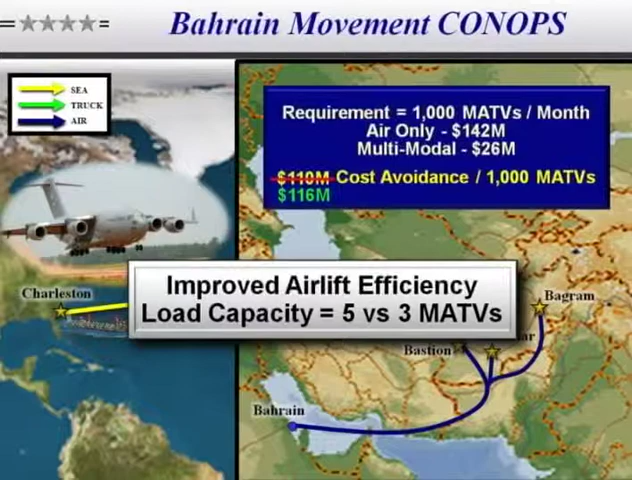 Bahrain Movement CONOPS
SEA
TRUCK
AIR
Requirement = 1,000 MATVs / Month
Air Only - $142M
Multi-Modal - $26M
$110M Cost Avoidance / 1,000 MATVs
$116M
Improved Airlift Efficiency
Load Capacity = 5 vs 3 MATVs
Charleston
Bagram
Bastion
Bahrain